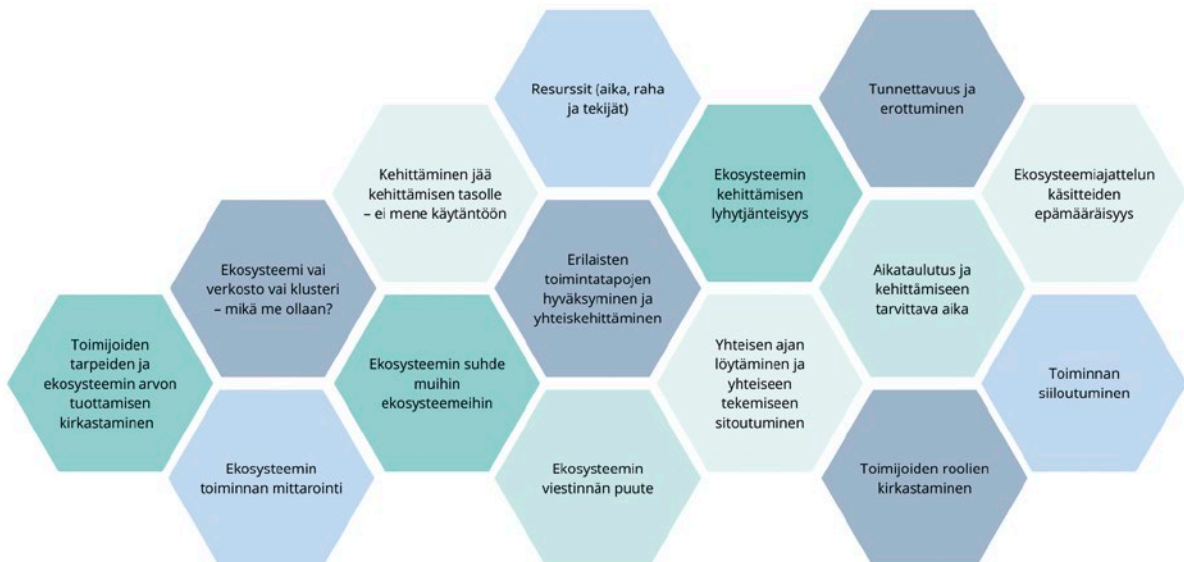 Resurssit (aika, raha
ja tekijät)
Tunnettavuus ja
erottuminen
Kehittäminen jää
kehittämisen tasolle
– ei mene käytäntöön
Ekosysteemin
kehittämisen
lyhytjänteisyys
Ekosysteemiajattelun
käsitteiden
epämääräisyys
Ekosysteemi vai
verkosto vai klusteri
– mikä me ollaan?
Erilaisten
toimintatapojen
hyväksyminen ja
yhteiskehittäminen
Aikataulutus ja
kehittämiseen
tarvittava aika
Toimijoiden
tarpeiden ja
ekosysteemin arvon
tuottamisen
kirkastaminen
Ekosysteemin suhde
muihin
ekosysteemeihin
Yhteisen ajan
löytäminen ja
yhteiseen
tekemiseen
sitoutuminen
Toiminnan
siiloutuminen
Ekosysteemin
toiminnan mittarointi
Ekosysteemin
viestinnän puute
Toimijoiden roolien
kirkastaminen